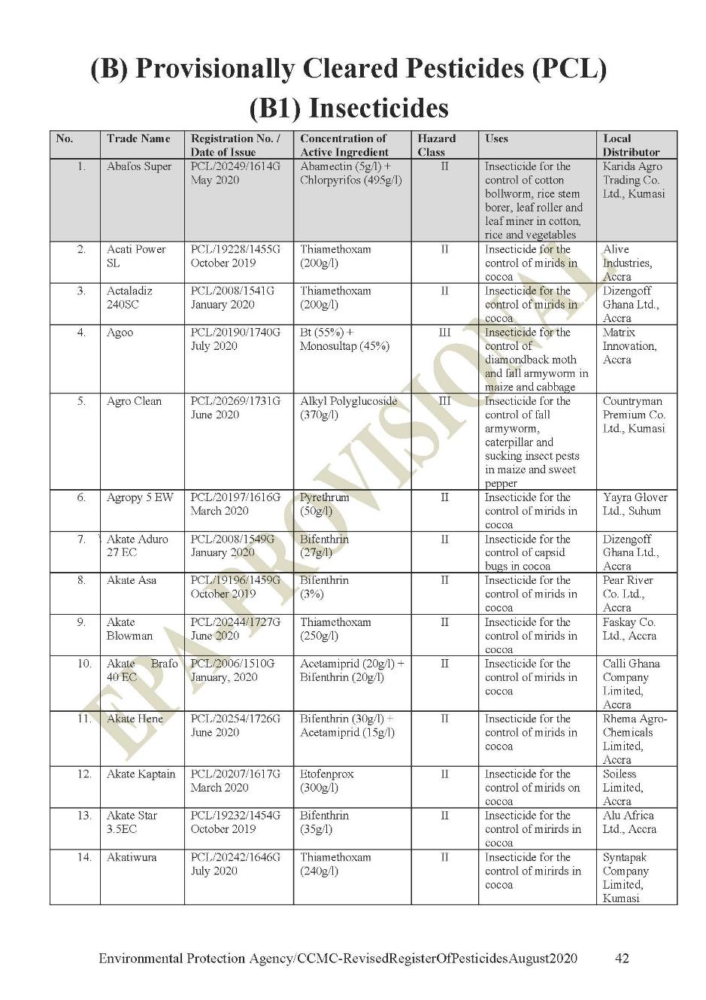 (B) Provisionally Cleared Pesticides (PCL)
(B1) Insecticides
No. Trade Name Registration No. / Concentration of Hazard Uses Local
Date of Issue Active Ingredient Class Distributor
1. Abafos Super PCL/20249/1614G Abamectin (5g/l) + II Insecticide for the Karida Agro
May 2020 Chlorpyrifos (495g/l) control of cotton Trading Co.
bollworm, rice stem Ltd., Kumasi
borer, leaf roller and
leaf miner in cotton,
rice and vegetables
2. Acati Power PCL/19228/1455G Thiamethoxam II Insecticide for the Alive
SL October 2019 (200g/l) control of mirids in Industries,
cocoa Accra
3. Actaladiz PCL/2008/1541G Thiamethoxam II Insecticide for the Dizengoff
240SC January 2020 (200g/l) control of mirids in Ghana Ltd.,
cocoa Accra
4. Agoo PCL/20190/1740G Bt (55%) + III Insecticide for the Matrix
July 2020 Monosultap (45%) control of Innovation,
diamondback moth Accra
and fall armyworm in
maize and cabbage
5. Agro Clean PCL/20269/1731G Alkyl Polyglucoside III Insecticide for the Countryman
June 2020 (370g/l) control of fall Premium Co.
armyworm, Ltd., Kumasi
caterpillar and
sucking insect pests
in maize and sweet
pepper
6. Agropy 5 EW PCL/20197/1616G Pyrethrum II Insecticide for the Yayra Glover
March 2020 (50g/l) control of mirids in Ltd., Suhum
cocoa
7. Akate Aduro PCL/2008/1549G Bifenthrin II Insecticide for the Dizengoff
27 EC January 2020 (27g/l) control of capsid Ghana Ltd.,
bugs in cocoa Accra
8. Akate Asa PCL/19196/1459G Bifenthrin II Insecticide for the Pear River
October 2019 (3%) control of mirids in Co. Ltd.,
cocoa Accra
9. Akate PCL/20244/1727G Thiamethoxam II Insecticide for the Faskay Co.
Blowman June 2020 (250g/l) control of mirids in Ltd., Accra
cocoa
10. Akate Brafo PCL/2006/1510G Acetamiprid (20g/l) + II Insecticide for the Calli Ghana
40 EC January, 2020 Bifenthrin (20g/l) control of mirids in Company
cocoa Limited,
Accra
11. Akate Hene PCL/20254/1726G Bifenthrin (30g/l) + II Insecticide for the Rhema Agro-
June 2020 Acetamiprid (15g/l) control of mirids in Chemicals
cocoa Limited,
Accra
12. Akate Kaptain PCL/20207/1617G Etofenprox II Insecticide for the Soiless
March 2020 (300g/l) control of mirids on Limited,
cocoa Accra
13. Akate Star PCL/19232/1454G Bifenthrin II Insecticide for the Alu Africa
3.5EC October 2019 (35g/l) control of mirirds in Ltd., Accra
cocoa
14. Akatiwura PCL/20242/1646G Thiamethoxam II Insecticide for the Syntapak
July 2020 (240g/l) control of mirirds in Company
cocoa Limited,
Kumasi
EPA-PROVISIONAL
Environmental Protection Agency/CCMC-RevisedRegisterOfPesticidesAugust2020 42